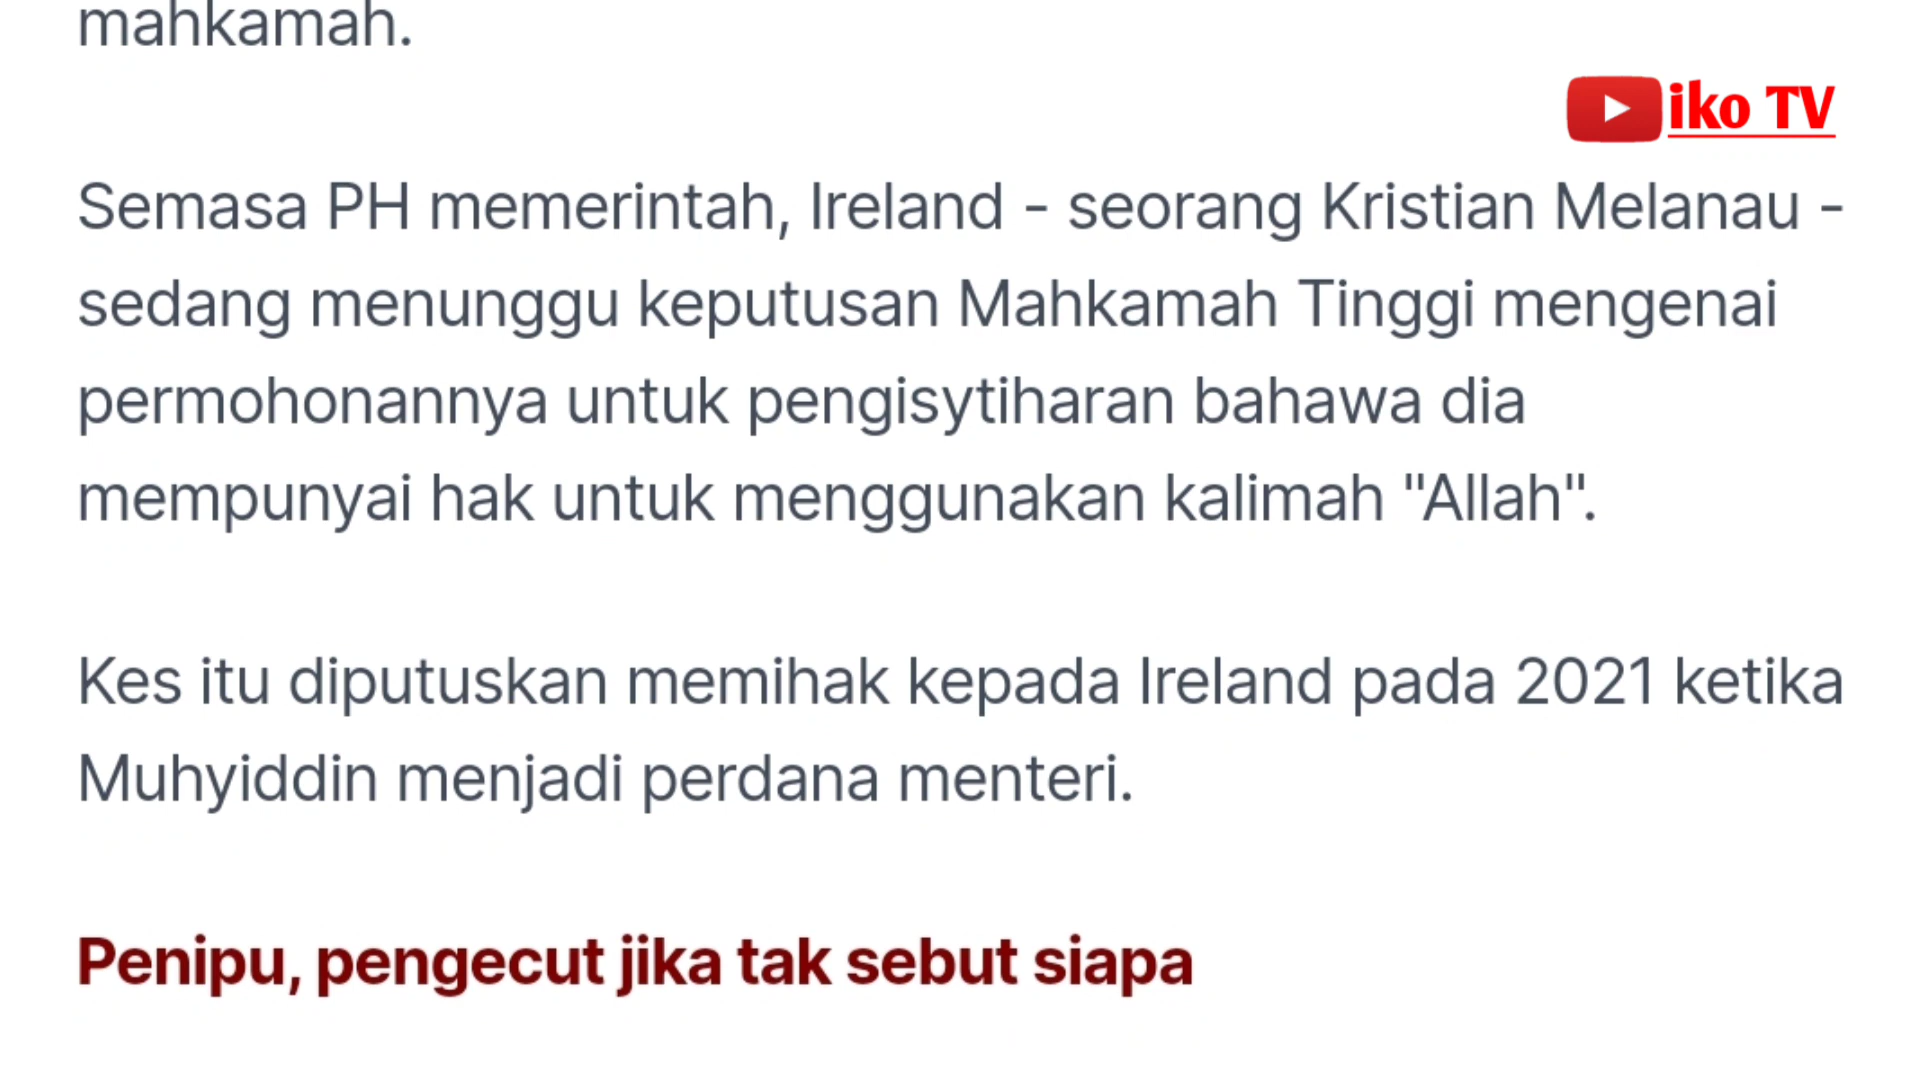 mahkamah.
iko TV
Semasa PH memerintah, Ireland - seorang Kristian Melanau -
sedang menunggu keputusan Mahkamah Tinggi mengenai
permohonannya untuk pengisytiharan bahawa dia
mempunyai hak untuk menggunakan kalimah "Allah".
Kes itu diputuskan memihak kepada Ireland pada 2021 ketika
Muhyiddin menjadi perdana menteri.
Penipu, pengecut jika tak sebut siapa